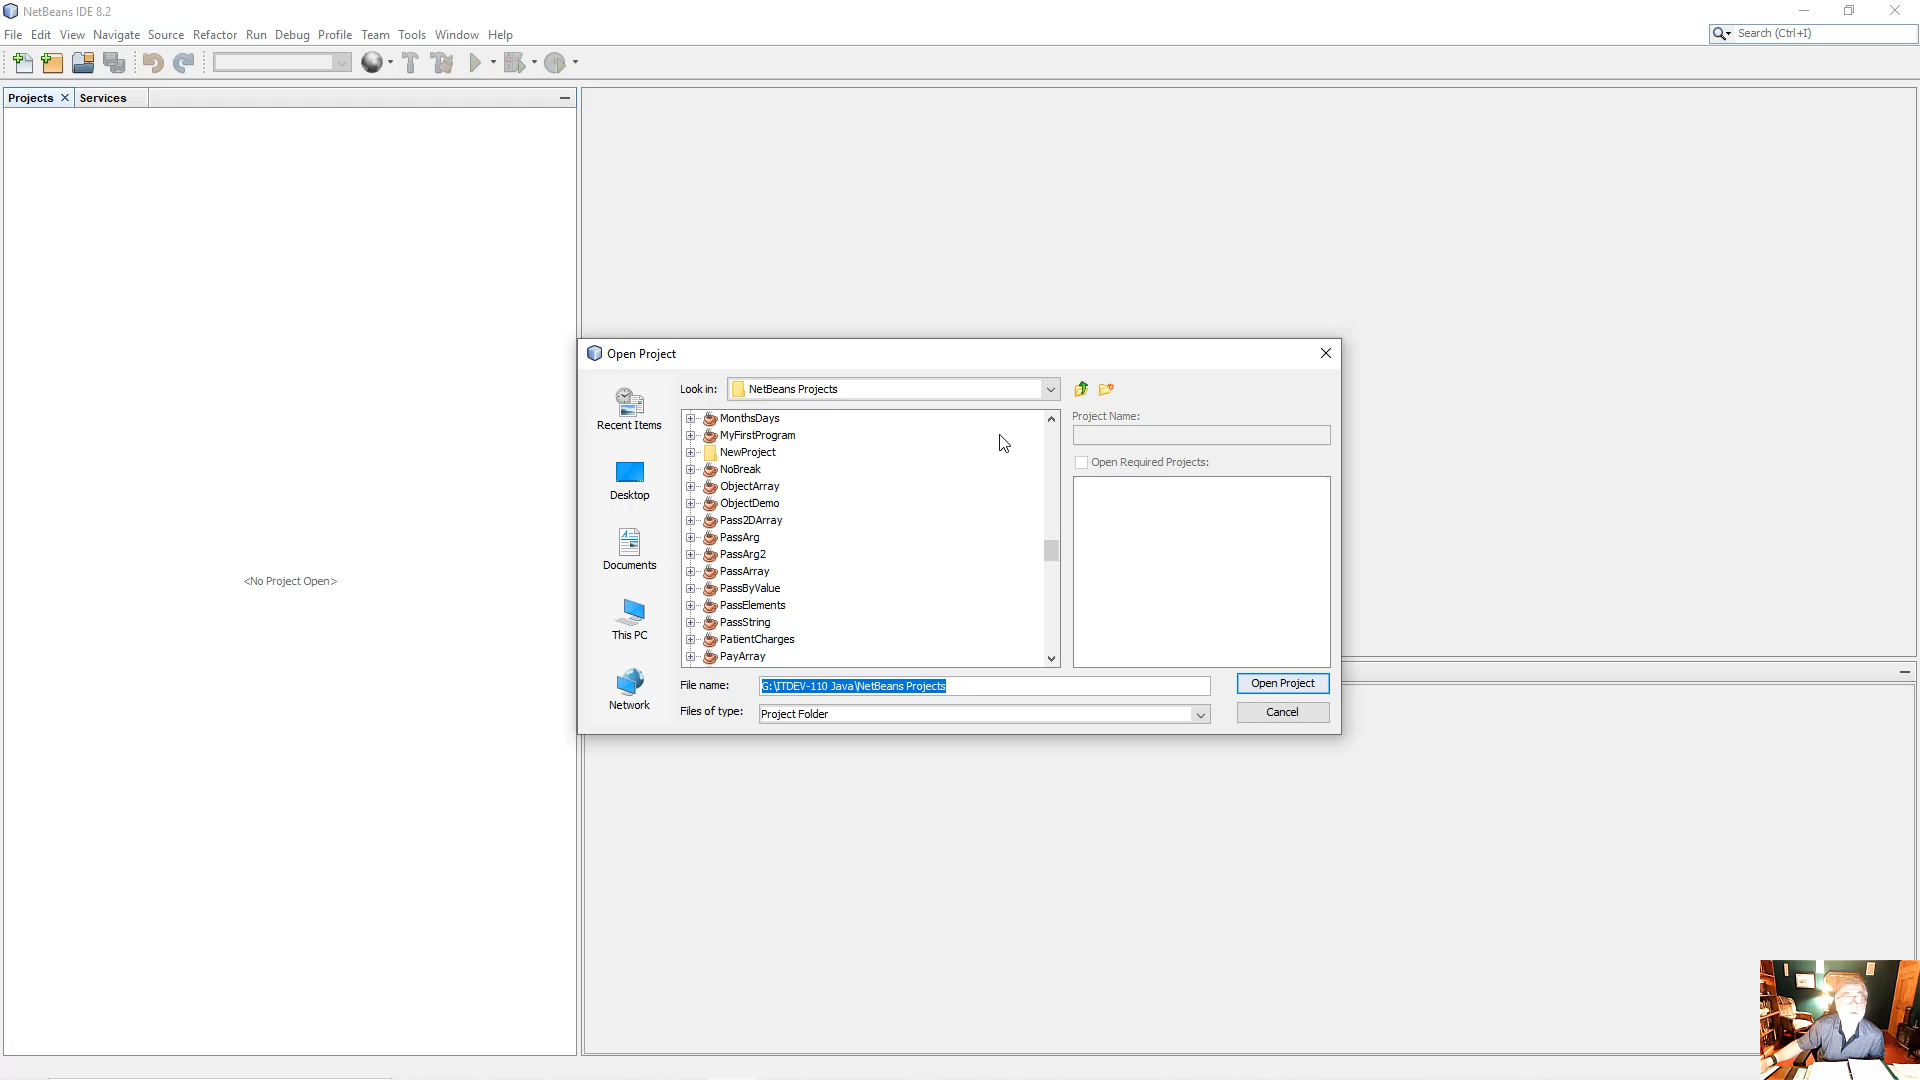 NetBeans IDE 8.2
File Edit View Navigate Source Refactor Run Debug Profile Team Tools Window Help
Search (Ctrl+I)
Projects Services
<No Project Open>
Open Project
Look in: NetBeans Projects
Recent Items
Desktop
Documents
This PC
Network
MonthsDays
MyFirstProgram
NewProject
NoBreak
ObjectArray
ObjectDemo
Pass2DArray
PassArg
PassArg2
PassArray
PassByValue
PassElements
PassString
PatientCharges
PayArray
Project Name:
Open Required Projects:
File name: G:\ITDEV-110 Java\NetBeans Projects
Open Project
Files of type: Project Folder
Cancel